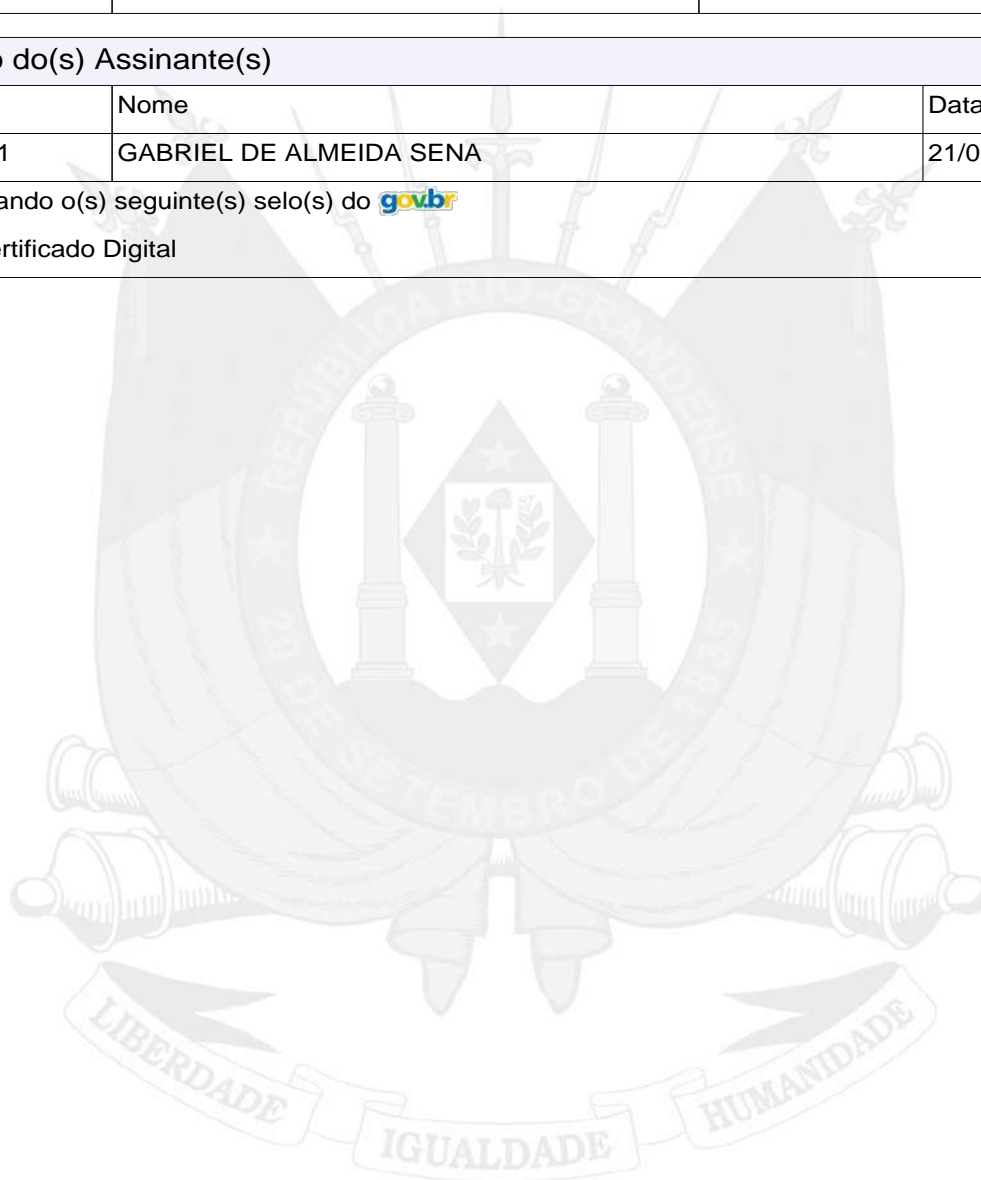 o do(s) Assinante(s)
Nome Data
1 GABRIEL DE ALMEIDA SENA 21/0
ando o(s) seguinte(s) selo(s) do gov.br
ertificado Digital
REPÚBLICA RIO-GRANDENSE
★ 20 DE SETEMBRO DE 1835 ★
LIBERDADE IGUALDADE HUMANIDADE